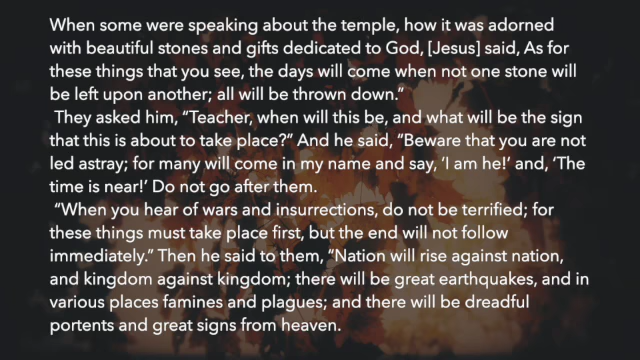 When some were speaking about the temple, how it was adorned
with beautiful stones and gifts dedicated to God, [Jesus] said, As for
these things that you see, the days will come when not one stone will
be left upon another; all will be thrown down.”
They asked him, “Teacher, when will this be, and what will be the sign
that this is about to take place?” And he said, “Beware that you are not
led astray; for many will come in my name and say, ‘I am he!’ and, ‘The
time is near!’ Do not go after them.
“When you hear of wars and insurrections, do not be terrified; for
these things must take place first, but the end will not follow
immediately.” Then he said to them, “Nation will rise against nation,
and kingdom against kingdom; there will be great earthquakes, and in
various places famines and plagues; and there will be dreadful
portents and great signs from heaven.